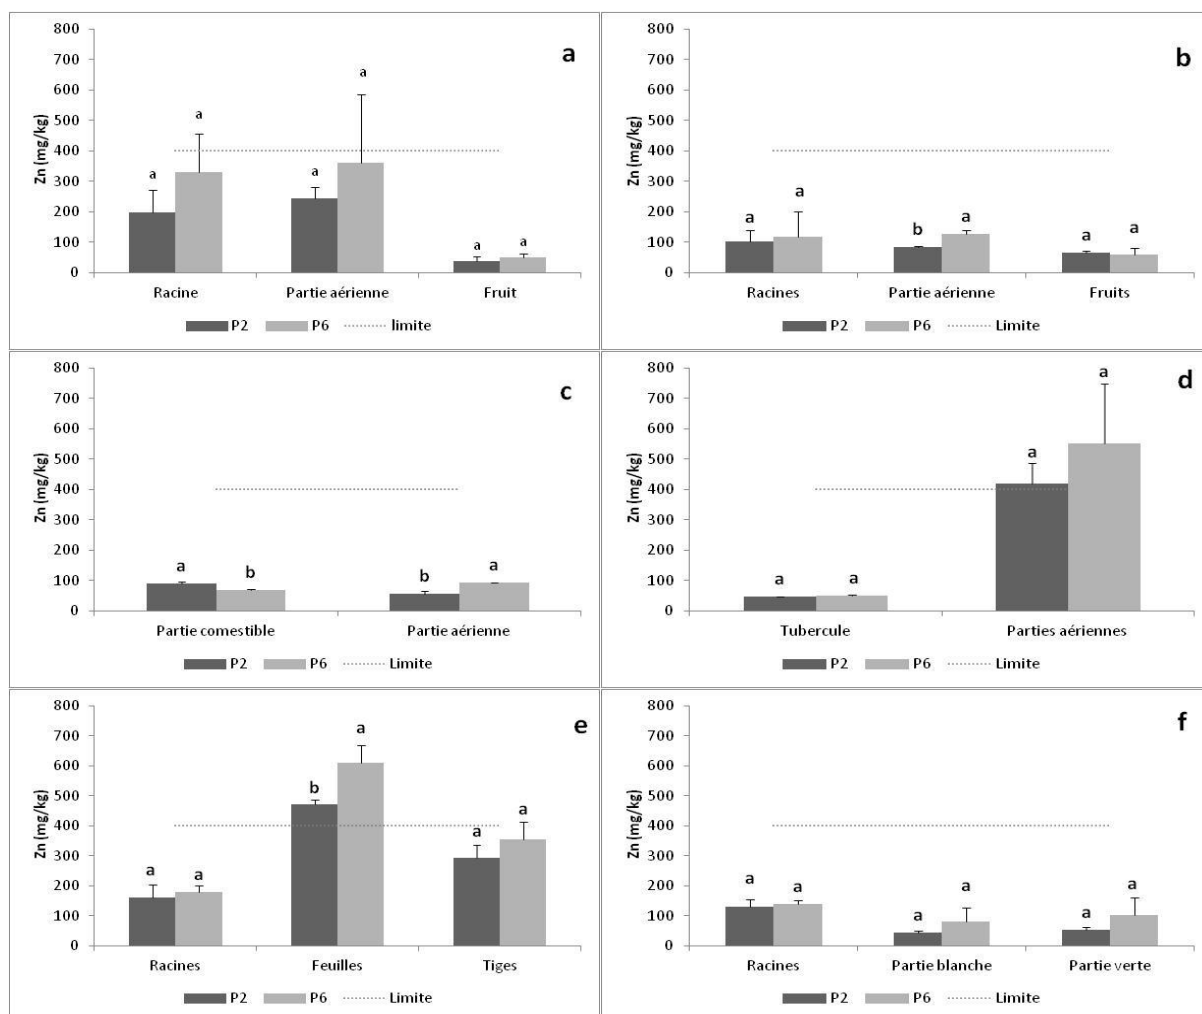 a
Zn (mg/kg)
800
700
600
500
400
300
200
100
0
a a a a a a
Racine Partie aérienne Fruit
P2 P6 limite
b
Zn (mg/kg)
800
700
600
500
400
300
200
100
0
a a b a a a
Racines Partie aérienne Fruits
P2 P6 Limite
c
Zn (mg/kg)
800
700
600
500
400
300
200
100
0
a b b a
Partie comestible Partie aérienne
P2 P6 Limite
d
Zn (mg/kg)
800
700
600
500
400
300
200
100
0
a a a a
Tubercule Parties aériennes
P2 P6 Limite
e
Zn (mg/kg)
800
700
600
500
400
300
200
100
0
a a b a a a
Racines Feuilles Tiges
P2 P6 Limite
f
Zn (mg/kg)
800
700
600
500
400
300
200
100
0
a a a a a a
Racines Partie blanche Partie verte
P2 P6 Limite